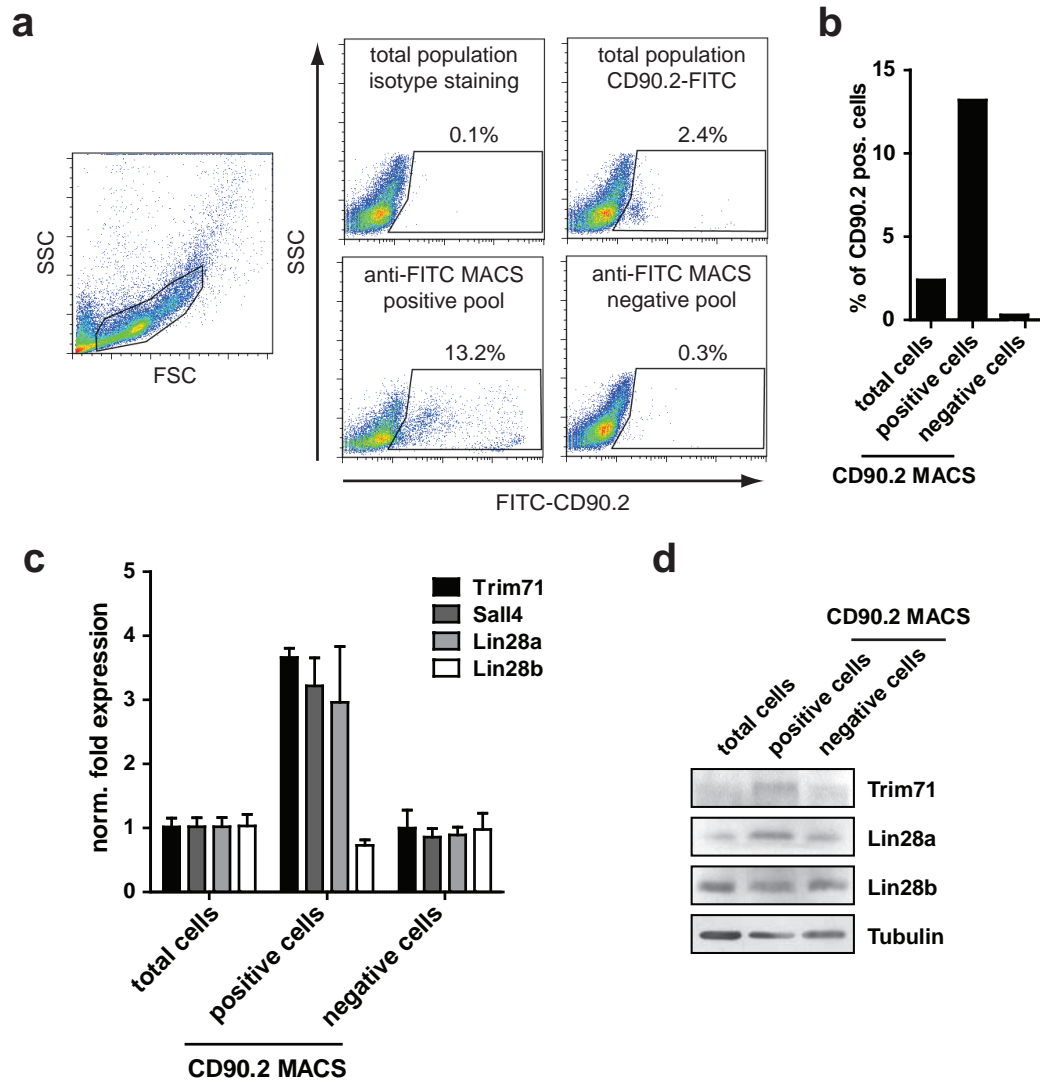 a
SSC
FSC
SSC
total population
isotype staining
0.1%
total population
CD90.2-FITC
2.4%
anti-FITC MACS
positive pool
13.2%
anti-FITC MACS
negative pool
0.3%
FITC-CD90.2
b
% of CD90.2 pos. cells
15
10
5
0
total cells
positive cells
negative cells
CD90.2 MACS
c
norm. fold expression
5
4
3
2
1
0
Trim71
Sall4
Lin28a
Lin28b
total cells
positive cells
negative cells
CD90.2 MACS
d
CD90.2 MACS
total cells
positive cells
negative cells
Trim71
Lin28a
Lin28b
Tubulin